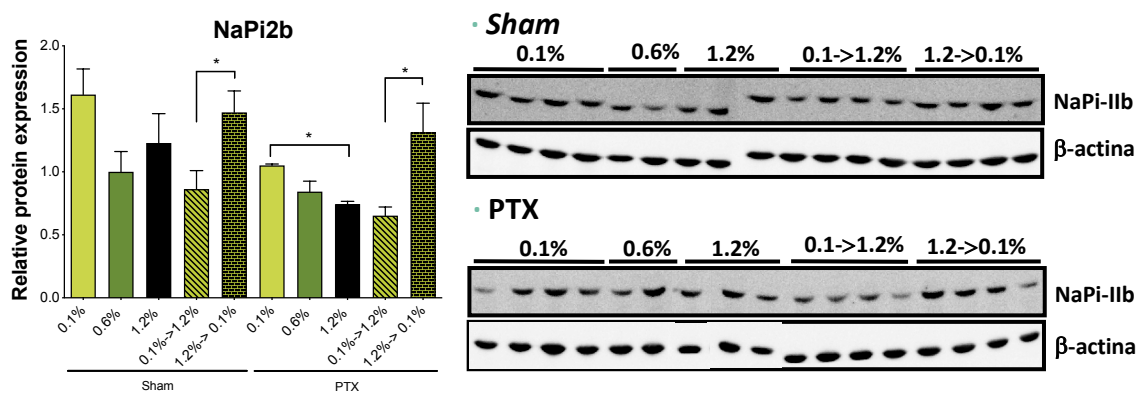 NaPi2b
Relative protein expression
2.0
1.5
1.0
0.5
0.0
*
*
*
0.1%
0.6%
1.2%
0.1%->1.2%
1.2%-> 0.1%
0.1%
0.6%
1.2%
0.1%->1.2%
1.2%-> 0.1%
Sham
PTX
· Sham
0.1% 0.6% 1.2% 0.1->1.2% 1.2->0.1%
NaPi-IIb
β-actina
· PTX
0.1% 0.6% 1.2% 0.1->1.2% 1.2->0.1%
NaPi-IIb
β-actina